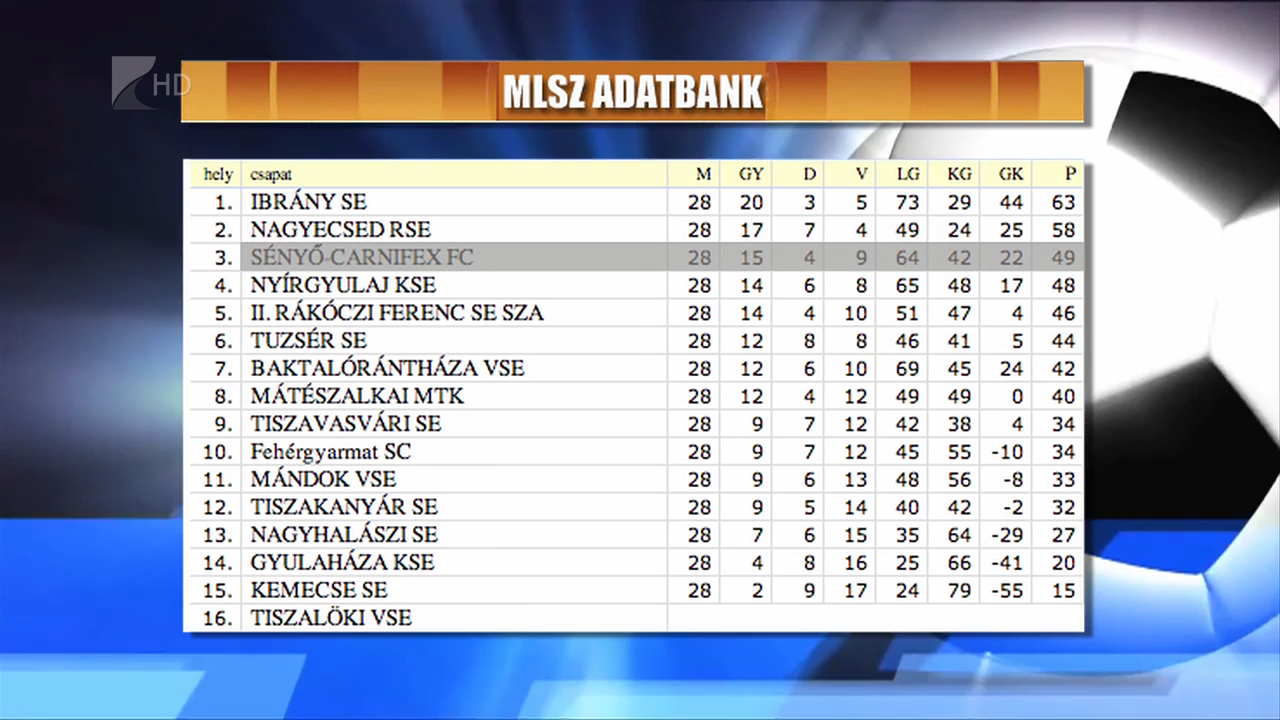 HD
MLSZ ADATBANK
hely csapat M GY D V LG KG GK P
1. IBRÁNY SE 28 20 3 5 73 29 44 63
2. NAGYECSED RSE 28 17 7 4 49 24 25 58
3. SÉNYŐ-CARNIFEX FC 28 15 4 9 64 42 22 49
4. NYÍRGYULAJ KSE 28 14 6 8 65 48 17 48
5. II. RÁKÓCZI FERENC SE SZA 28 14 4 10 51 47 4 46
6. TUZSÉR SE 28 12 8 8 46 41 5 44
7. BAKTALÓRÁNTHÁZA VSE 28 12 6 10 69 45 24 42
8. MÁTÉSZALKAI MTK 28 12 4 12 49 49 0 40
9. TISZAVASVÁRI SE 28 9 7 12 42 38 4 34
10. Fehérgyarmat SC 28 9 7 12 45 55 -10 34
11. MÁNDOK VSE 28 9 6 13 48 56 -8 33
12. TISZAKANYÁR SE 28 9 5 14 40 42 -2 32
13. NAGYHALÁSZI SE 28 7 6 15 35 64 -29 27
14. GYULAHÁZA KSE 28 4 8 16 25 66 -41 20
15. KEMECSE SE 28 2 9 17 24 79 -55 15
16. TISZALÖKI VSE